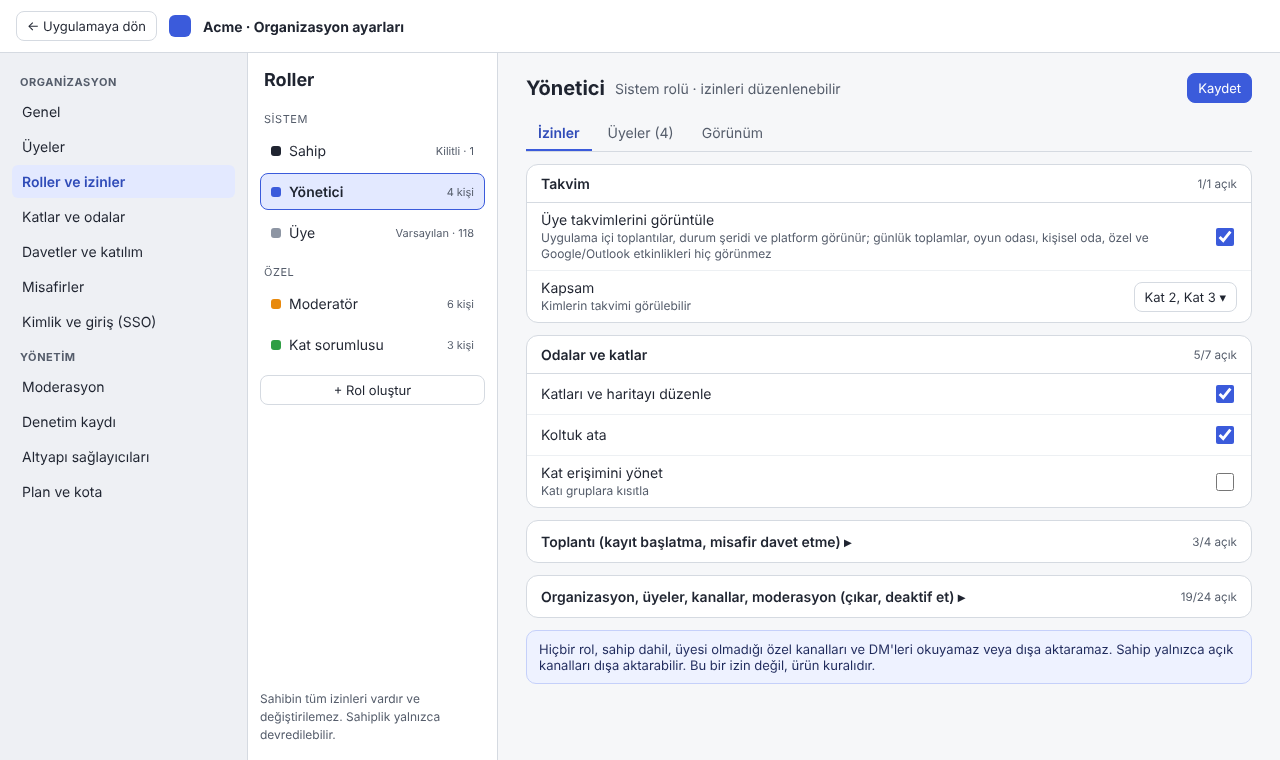 ← Uygulamaya dön
Acme · Organizasyon ayarları
ORGANİZASYON
Genel
Üyeler
Roller ve izinler
Katlar ve odalar
Davetler ve katılım
Misafirler
Kimlik ve giriş (SSO)
YÖNETİM
Moderasyon
Denetim kaydı
Altyapı sağlayıcıları
Plan ve kota
Roller
SİSTEM
Sahip Kilitli · 1
Yönetici 4 kişi
Üye Varsayılan · 118
ÖZEL
Moderatör 6 kişi
Kat sorumlusu 3 kişi
+ Rol oluştur
Sahibin tüm izinleri vardır ve
değiştirilemez. Sahiplik yalnızca
devredilebilir.
Yönetici Sistem rolü · izinleri düzenlenebilir
Kaydet
İzinler Üyeler (4) Görünüm
Takvim 1/1 açık
Üye takvimlerini görüntüle
Uygulama içi toplantılar, durum şeridi ve platform görünür; günlük toplamlar, oyun odası, kişisel oda, özel ve
Google/Outlook etkinlikleri hiç görünmez
Kapsam
Kimlerin takvimi görülebilir
Kat 2, Kat 3 ▾
Odalar ve katlar 5/7 açık
Katları ve haritayı düzenle
Koltuk ata
Kat erişimini yönet
Katı gruplara kısıtla
Toplantı (kayıt başlatma, misafir davet etme) ▸ 3/4 açık
Organizasyon, üyeler, kanallar, moderasyon (çıkar, deaktif et) ▸ 19/24 açık
Hiçbir rol, sahip dahil, üyesi olmadığı özel kanalları ve DM'leri okuyamaz veya dışa aktaramaz. Sahip yalnızca açık
kanalları dışa aktarabilir. Bu bir izin değil, ürün kuralıdır.